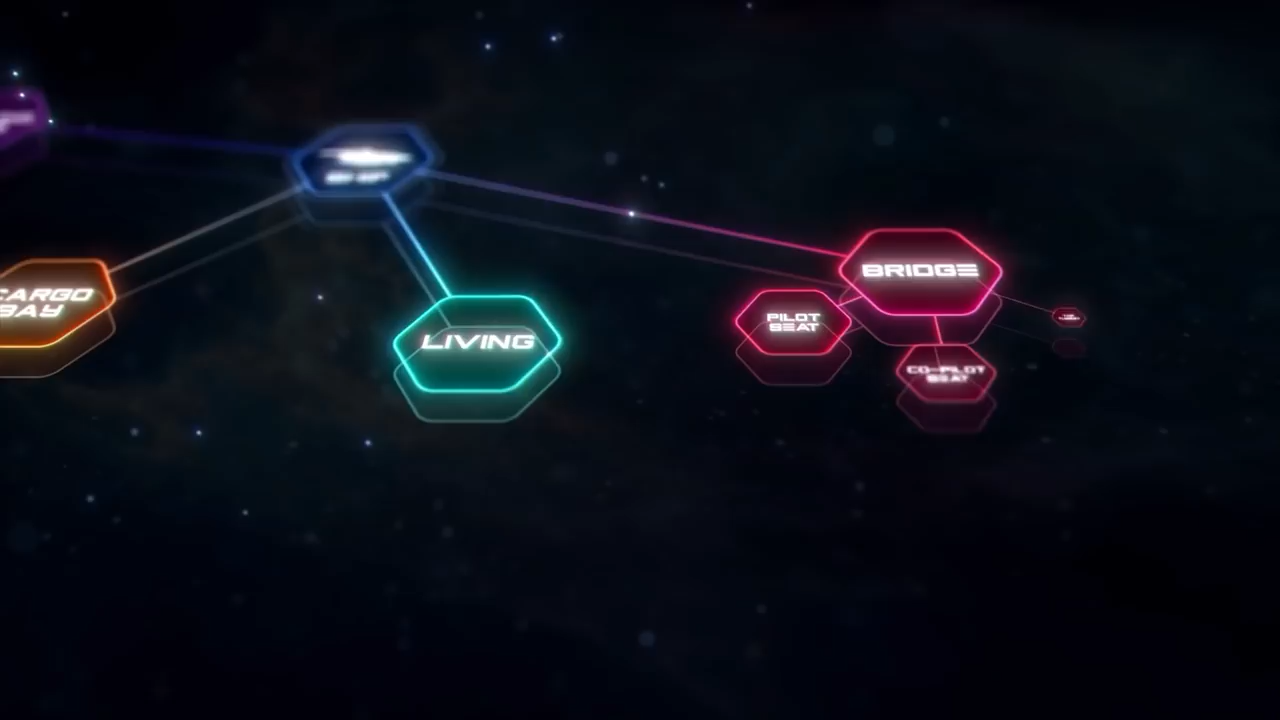 CARGO
BAY
LIVING
BRIDGE
PILOT
SEAT
CO-PILOT
SEAT